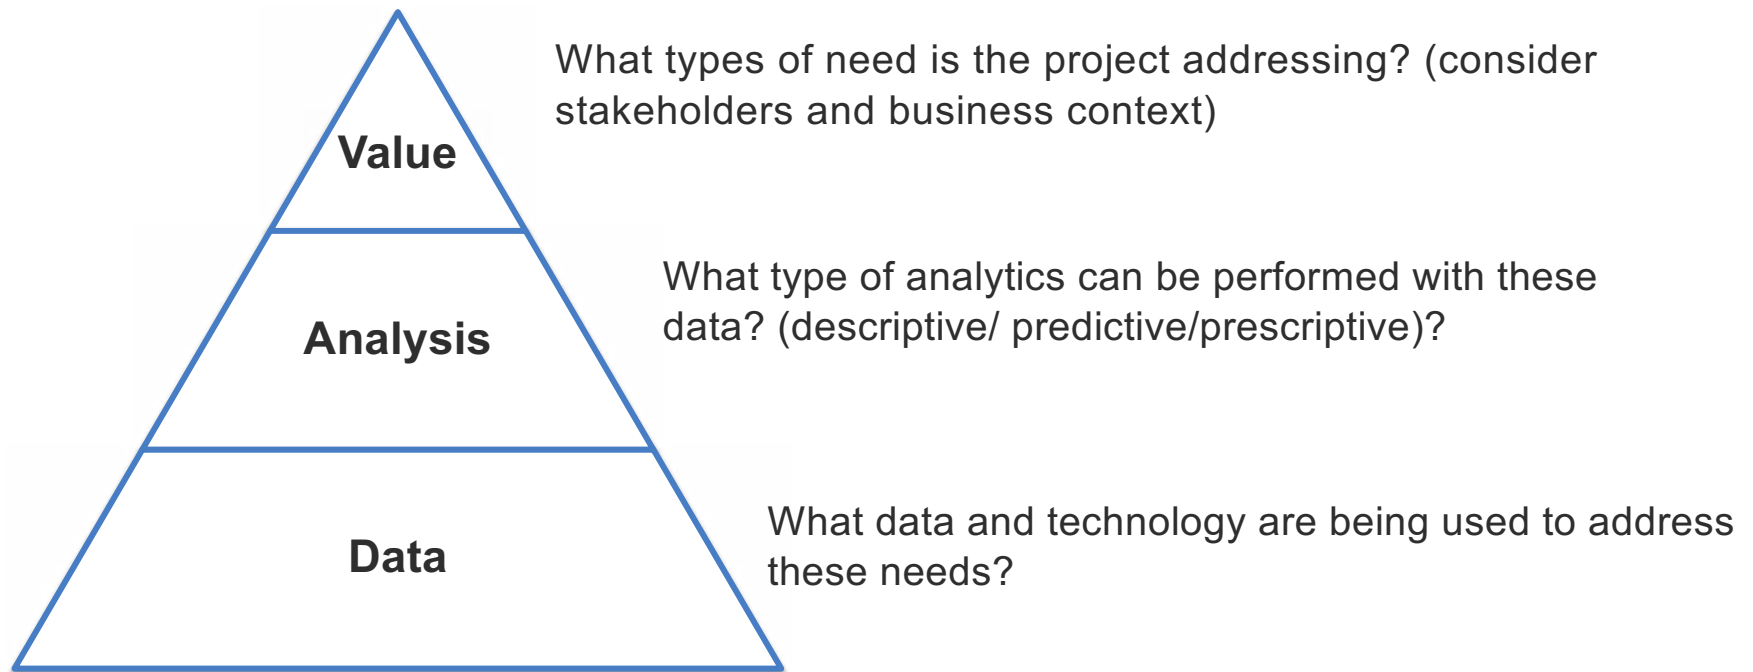 What types of need is the project addressing? (consider
stakeholders and business context)
Value
What type of analytics can be performed with these
data? (descriptive/ predictive/prescriptive)?
Analysis
What data and technology are being used to address
these needs?
Data